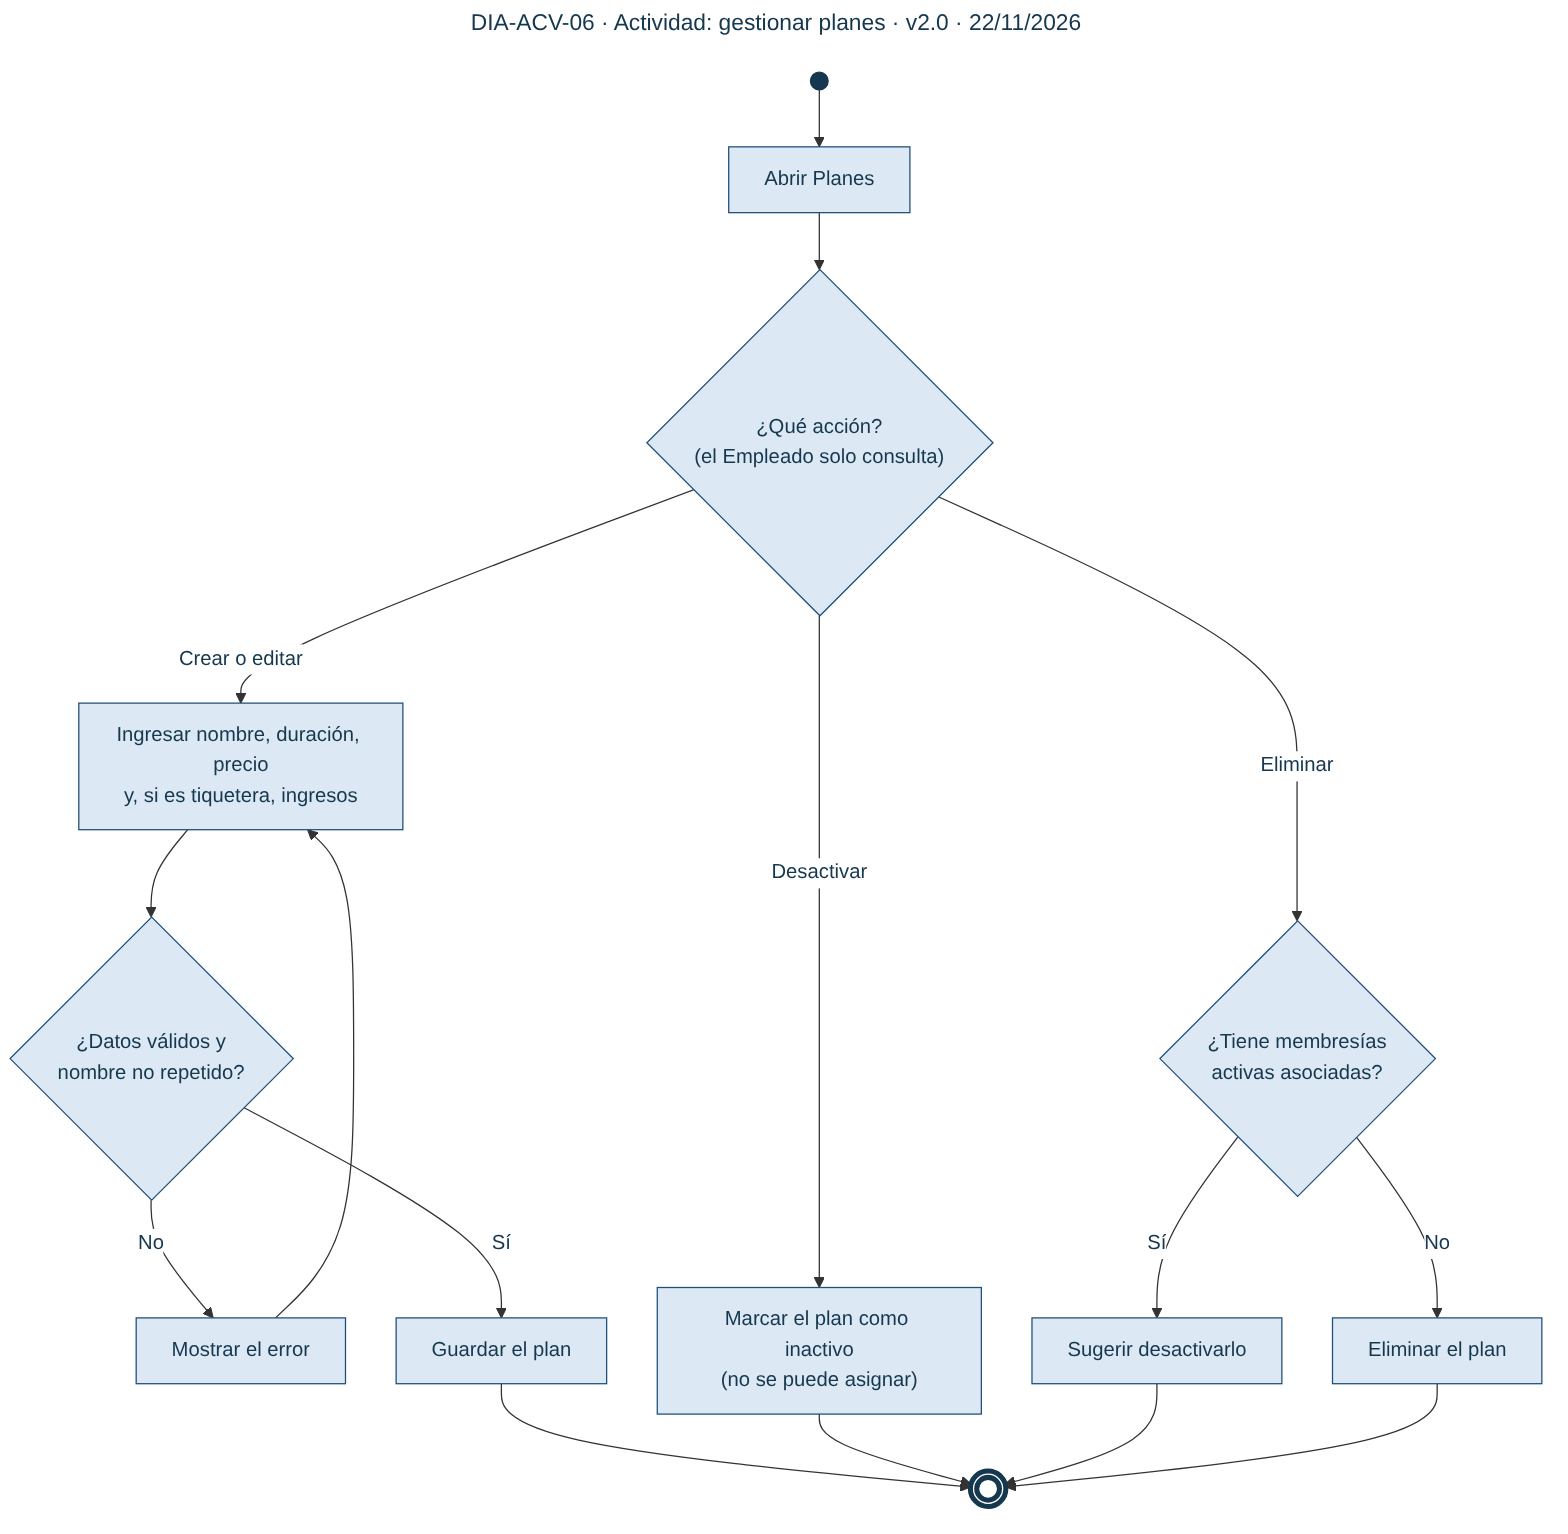 DIA-ACV-06 · Actividad: gestionar planes · v2.0 · 22/11/2026
Abrir Planes
¿Qué acción?
(el Empleado solo consulta)
Crear o editar
Ingresar nombre, duración,
precio
y, si es tiquetera, ingresos
Eliminar
Desactivar
¿Datos válidos y
nombre no repetido?
¿Tiene membresías
activas asociadas?
No
Sí
Sí
No
Mostrar el error
Guardar el plan
Marcar el plan como
inactivo
(no se puede asignar)
Sugerir desactivarlo
Eliminar el plan